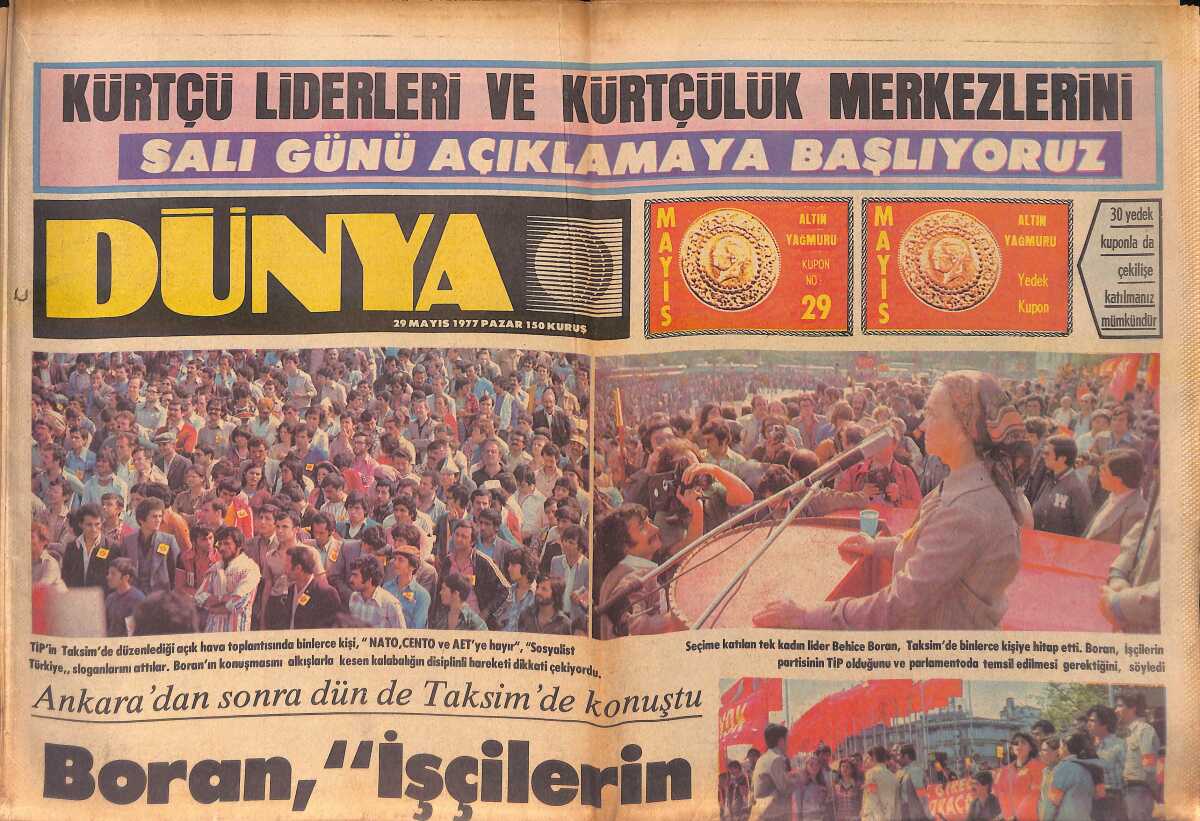 KÜRTÇÜ LİDERLERİ VE KÜRTÇÜLÜK MERKEZLERİNİ
SALI GÜNÜ AÇIKLAMAYA BAŞLIYORUZ
DÜNYA
29 MAYIS 1977 PAZAR 150 KURUŞ
MAYIS
ALTIN
YAĞMURU
KUPON
NO:
29
MAYIS
ALTIN
YAĞMURU
Yedek
Kupon
30 yedek
kuponla da
çekilişe
katılmanız
mümkündür
TİP'in Taksim'de düzenlediği açık hava toplantısında binlerce kişi, "NATO,CENTO ve AET'ye hayır", "Sosyalist
Türkiye,, sloganlarını attılar. Boran'ın konuşmasını alkışlarla kesen kalabalığın disiplinli hareketi dikkati çekiyordu.
Seçime katılan tek kadın lider Behice Boran, Taksim'de binlerce kişiye hitap etti. Boran, İşçilerin
partisinin TİP olduğunu ve parlamentoda temsil edilmesi gerektiğini, söyledi
Ankara'dan sonra dün de Taksim'de konuştu
Boran, "İşçilerin